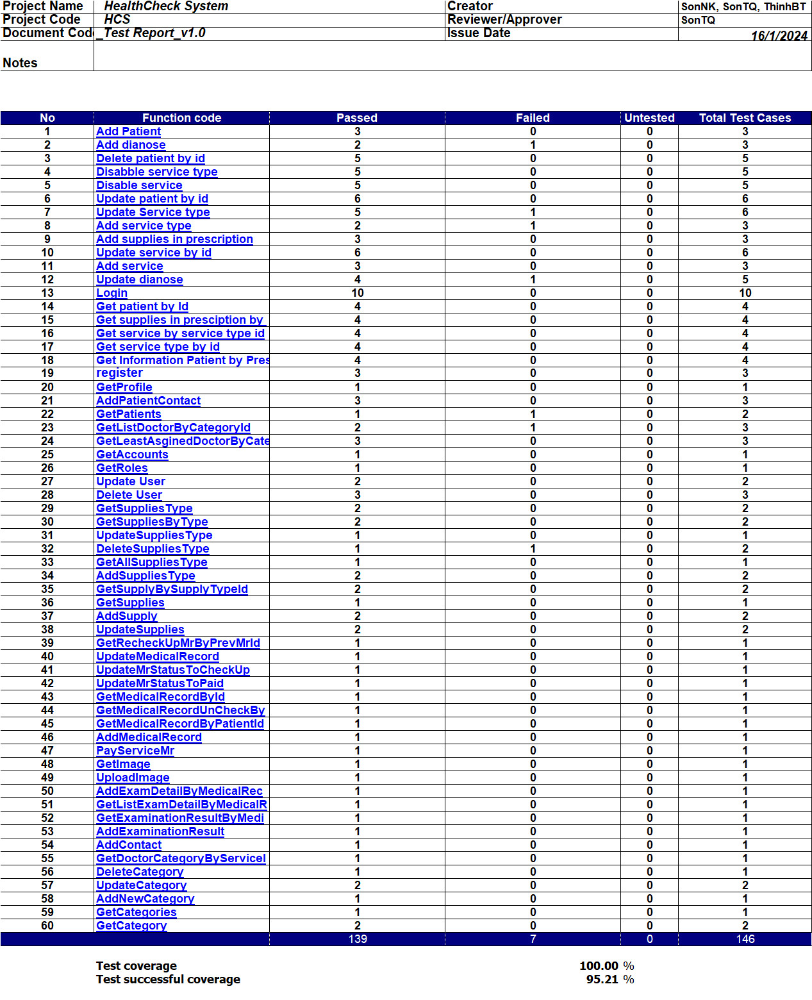 Project Name HealthCheck System Creator SonNK, SonTQ, ThinhBT
Project Code HCS Reviewer/Approver SonTQ
Document Cod _Test Report_v1.0 Issue Date 16/1/2024
Notes
No Function code Passed Failed Untested Total Test Cases
1 Add Patient 3 0 0 3
2 Add dianose 2 1 0 3
3 Delete patient by id 5 0 0 5
4 Disabble service type 5 0 0 5
5 Disable service 5 0 0 5
6 Update patient by id 6 0 0 6
7 Update Service type 5 1 0 6
8 Add service type 2 1 0 3
9 Add supplies in prescription 3 0 0 3
10 Update service by id 6 0 0 6
11 Add service 3 0 0 3
12 Update dianose 4 1 0 5
13 Login 10 0 0 10
14 Get patient by Id 4 0 0 4
15 Get supplies in presciption by 4 0 0 4
16 Get service by service type id 4 0 0 4
17 Get service type by id 4 0 0 4
18 Get Information Patient by Pres 4 0 0 4
19 register 3 0 0 3
20 GetProfile 1 0 0 1
21 AddPatientContact 3 0 0 3
22 GetPatients 1 1 0 2
23 GetListDoctorByCategoryId 2 1 0 3
24 GetLeastAsginedDoctorByCate 3 0 0 3
25 GetAccounts 1 0 0 1
26 GetRoles 1 0 0 1
27 Update User 2 0 0 2
28 Delete User 3 0 0 3
29 GetSuppliesType 2 0 0 2
30 GetSuppliesByType 2 0 0 2
31 UpdateSuppliesType 1 0 0 1
32 DeleteSuppliesType 1 1 0 2
33 GetAllSuppliesType 1 0 0 1
34 AddSuppliesType 2 0 0 2
35 GetSupplyBySupplyTypeId 2 0 0 2
36 GetSupplies 1 0 0 1
37 AddSupply 2 0 0 2
38 UpdateSupplies 2 0 0 2
39 GetRecheckUpMrByPrevMrId 1 0 0 1
40 UpdateMedicalRecord 1 0 0 1
41 UpdateMrStatusToCheckUp 1 0 0 1
42 UpdateMrStatusToPaid 1 0 0 1
43 GetMedicalRecordById 1 0 0 1
44 GetMedicalRecordUnCheckBy 1 0 0 1
45 GetMedicalRecordByPatientId 1 0 0 1
46 AddMedicalRecord 1 0 0 1
47 PayServiceMr 1 0 0 1
48 GetImage 1 0 0 1
49 UploadImage 1 0 0 1
50 AddExamDetailByMedicalRec 1 0 0 1
51 GetListExamDetailByMedicalR 1 0 0 1
52 GetExaminationResultByMedi 1 0 0 1
53 AddExaminationResult 1 0 0 1
54 AddContact 1 0 0 1
55 GetDoctorCategoryByServiceI 1 0 0 1
56 DeleteCategory 1 0 0 1
57 UpdateCategory 2 0 0 2
58 AddNewCategory 1 0 0 1
59 GetCategories 1 0 0 1
60 GetCategory 2 0 0 2
139 7 0 146
Test coverage 100.00 %
Test successful coverage 95.21 %